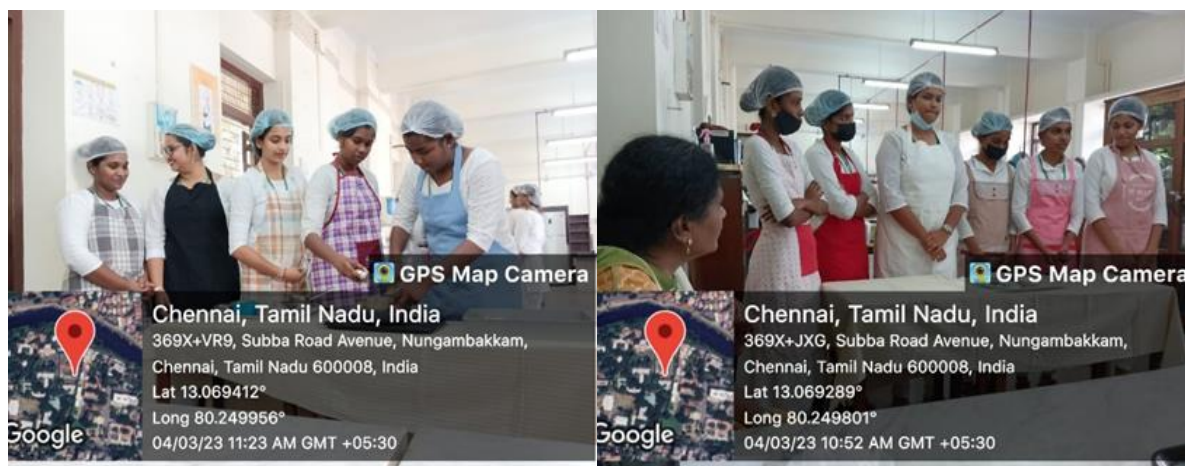 GPS Map Camera
Chennai, Tamil Nadu, India
369X+VR9, Subba Road Avenue, Nungambakkam,
Chennai, Tamil Nadu 600008, India
Lat 13.069412°
Long 80.249956°
04/03/23 11:23 AM GMT +05:30
Google
GPS Map Camera
Chennai, Tamil Nadu, India
369X+JXG, Subba Road Avenue, Nungambakkam,
Chennai, Tamil Nadu 600008, India
Lat 13.069289°
Long 80.249801°
04/03/23 10:52 AM GMT +05:30
Google